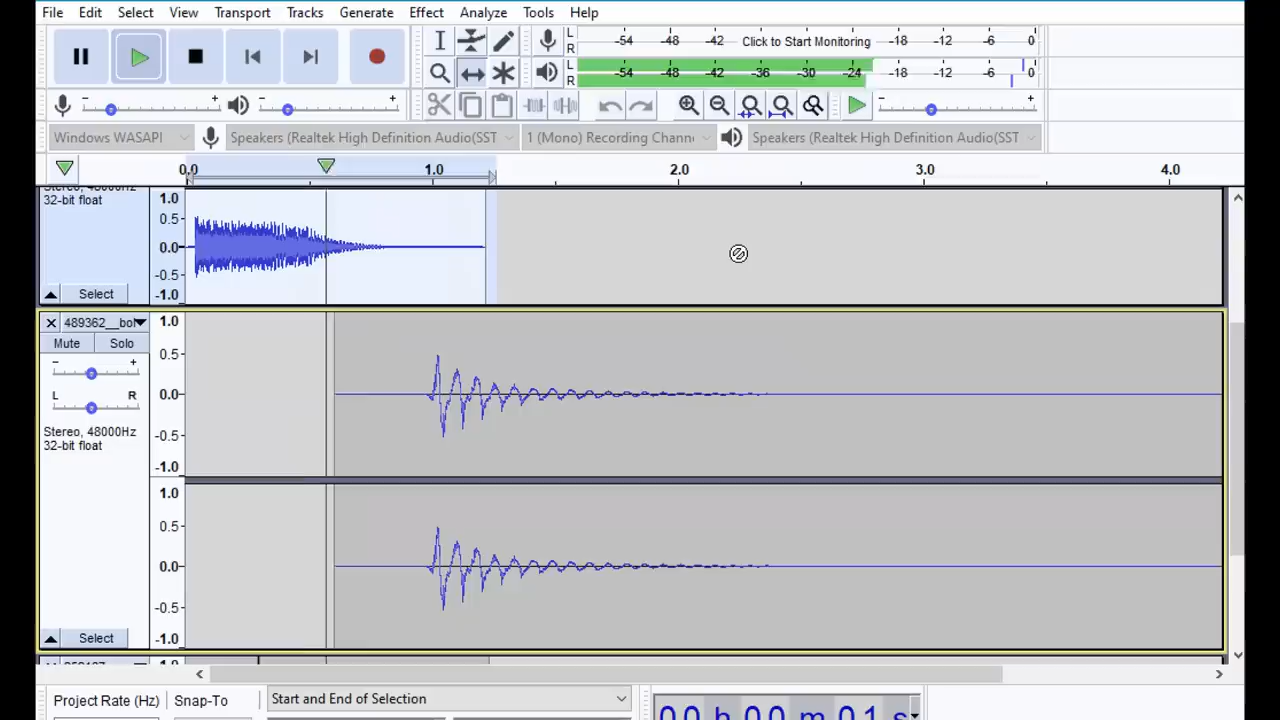 File Edit Select View Transport Tracks Generate Effect Analyze Tools Help
L
R
-54 -48 -42 Click to Start Monitoring -18 -12 -6 0
L
R
-54 -48 -42 -36 -30 -24 -18 -12 -6 0
- + - + - +
Windows WASAPI Speakers (Realtek High Definition Audio(SST 1 (Mono) Recording Chann Speakers (Realtek High Definition Audio(SST
0.0 1.0 2.0 3.0 4.0
Stereo, 48000Hz
32-bit float
1.0
0.5
0.0
-0.5
-1.0
Select
489362__bol
Mute Solo
- +
L R
Stereo, 48000Hz
32-bit float
1.0
0.5
0.0
-0.5
-1.0
1.0
0.5
0.0
-0.5
-1.0
Select
1.0
Project Rate (Hz) Snap-To Start and End of Selection
00 h 00 m 01 s